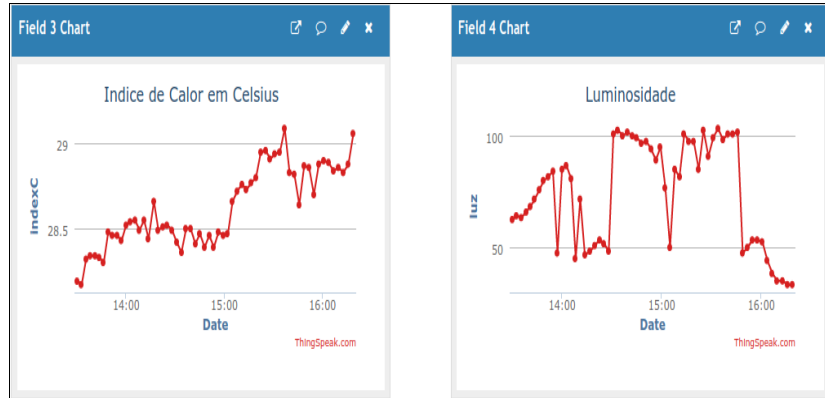 Field 3 Chart
Indice de Calor em Celsius
29
28.5
IndexC
14:00 15:00 16:00
Date
ThingSpeak.com
Field 4 Chart
Luminosidade
100
50
luz
14:00 15:00 16:00
Date
ThingSpeak.com